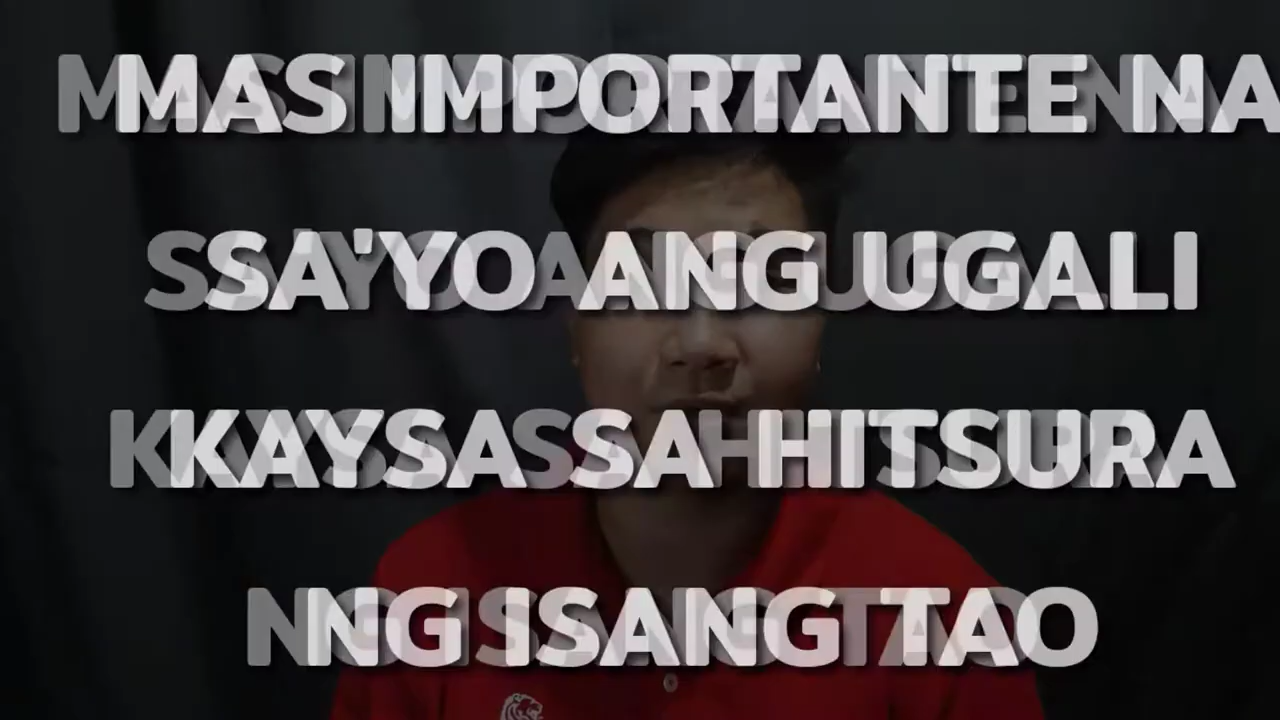 MAS IMPORTANTE NA
SA'YO ANG UGALI
KAYSA SA HITSURA
NG ISANG TAO